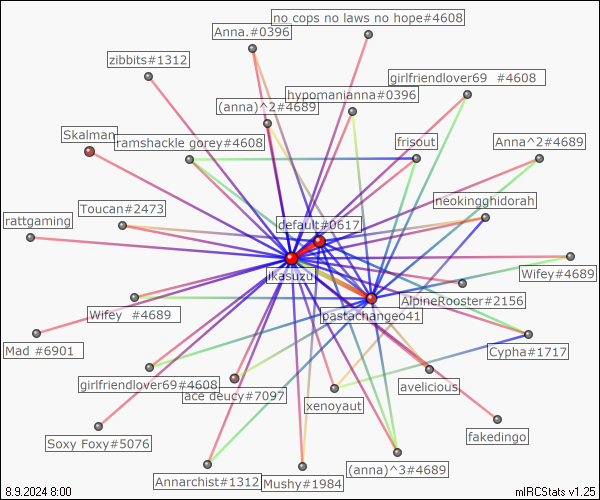 no cops no laws no hope#4608
Anna.#0396
zibbits#1312
girlfriendlover69  #4608
hypomanianna#0396
(anna)^2#4689
Skalman
ramshackle gorey#4608
frisout
Anna^2#4689
Toucan#2473
neokingghidorah
rattgaming
default#0617
ikasuzu
Wifey#4689
AlpineRooster#2156
Wifey  #4689
pastachangeo41
Mad #6901
Cypha#1717
girlfriendlover69#4608
ace deucy#7097
avelicious
xenoyaut
Soxy Foxy#5076
fakedingo
Annarchist#1312
Mushy#1984
(anna)^3#4689
8.9.2024 8:00
mIRCStats v1.25